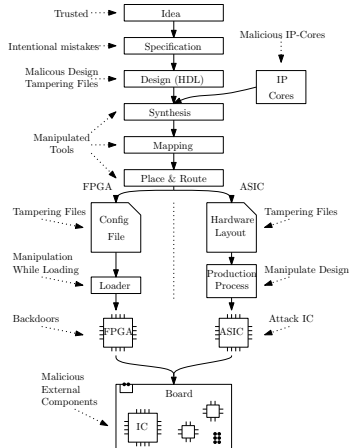 Trusted
Idea
Intentional mistakes
Specification
Malicious IP-Cores
Malicous Design
Tampering Files
Design (HDL)
IP
Cores
Synthesis
Manipulated
Tools
Mapping
Place & Route
FPGA
ASIC
Tampering Files
Config
File
Hardware
Layout
Tampering Files
Manipulation
While Loading
Loader
Production
Process
Manipulate Design
Backdoors
FPGA
ASIC
Attack IC
Malicious
External
Components
Board
IC